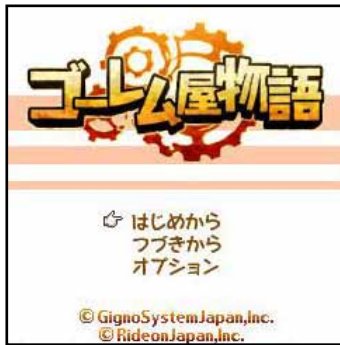 ゴーレム屋物語
はじめから
つづきから
オプション
© GignoSystemJapan,Inc.
© RideonJapan,Inc.